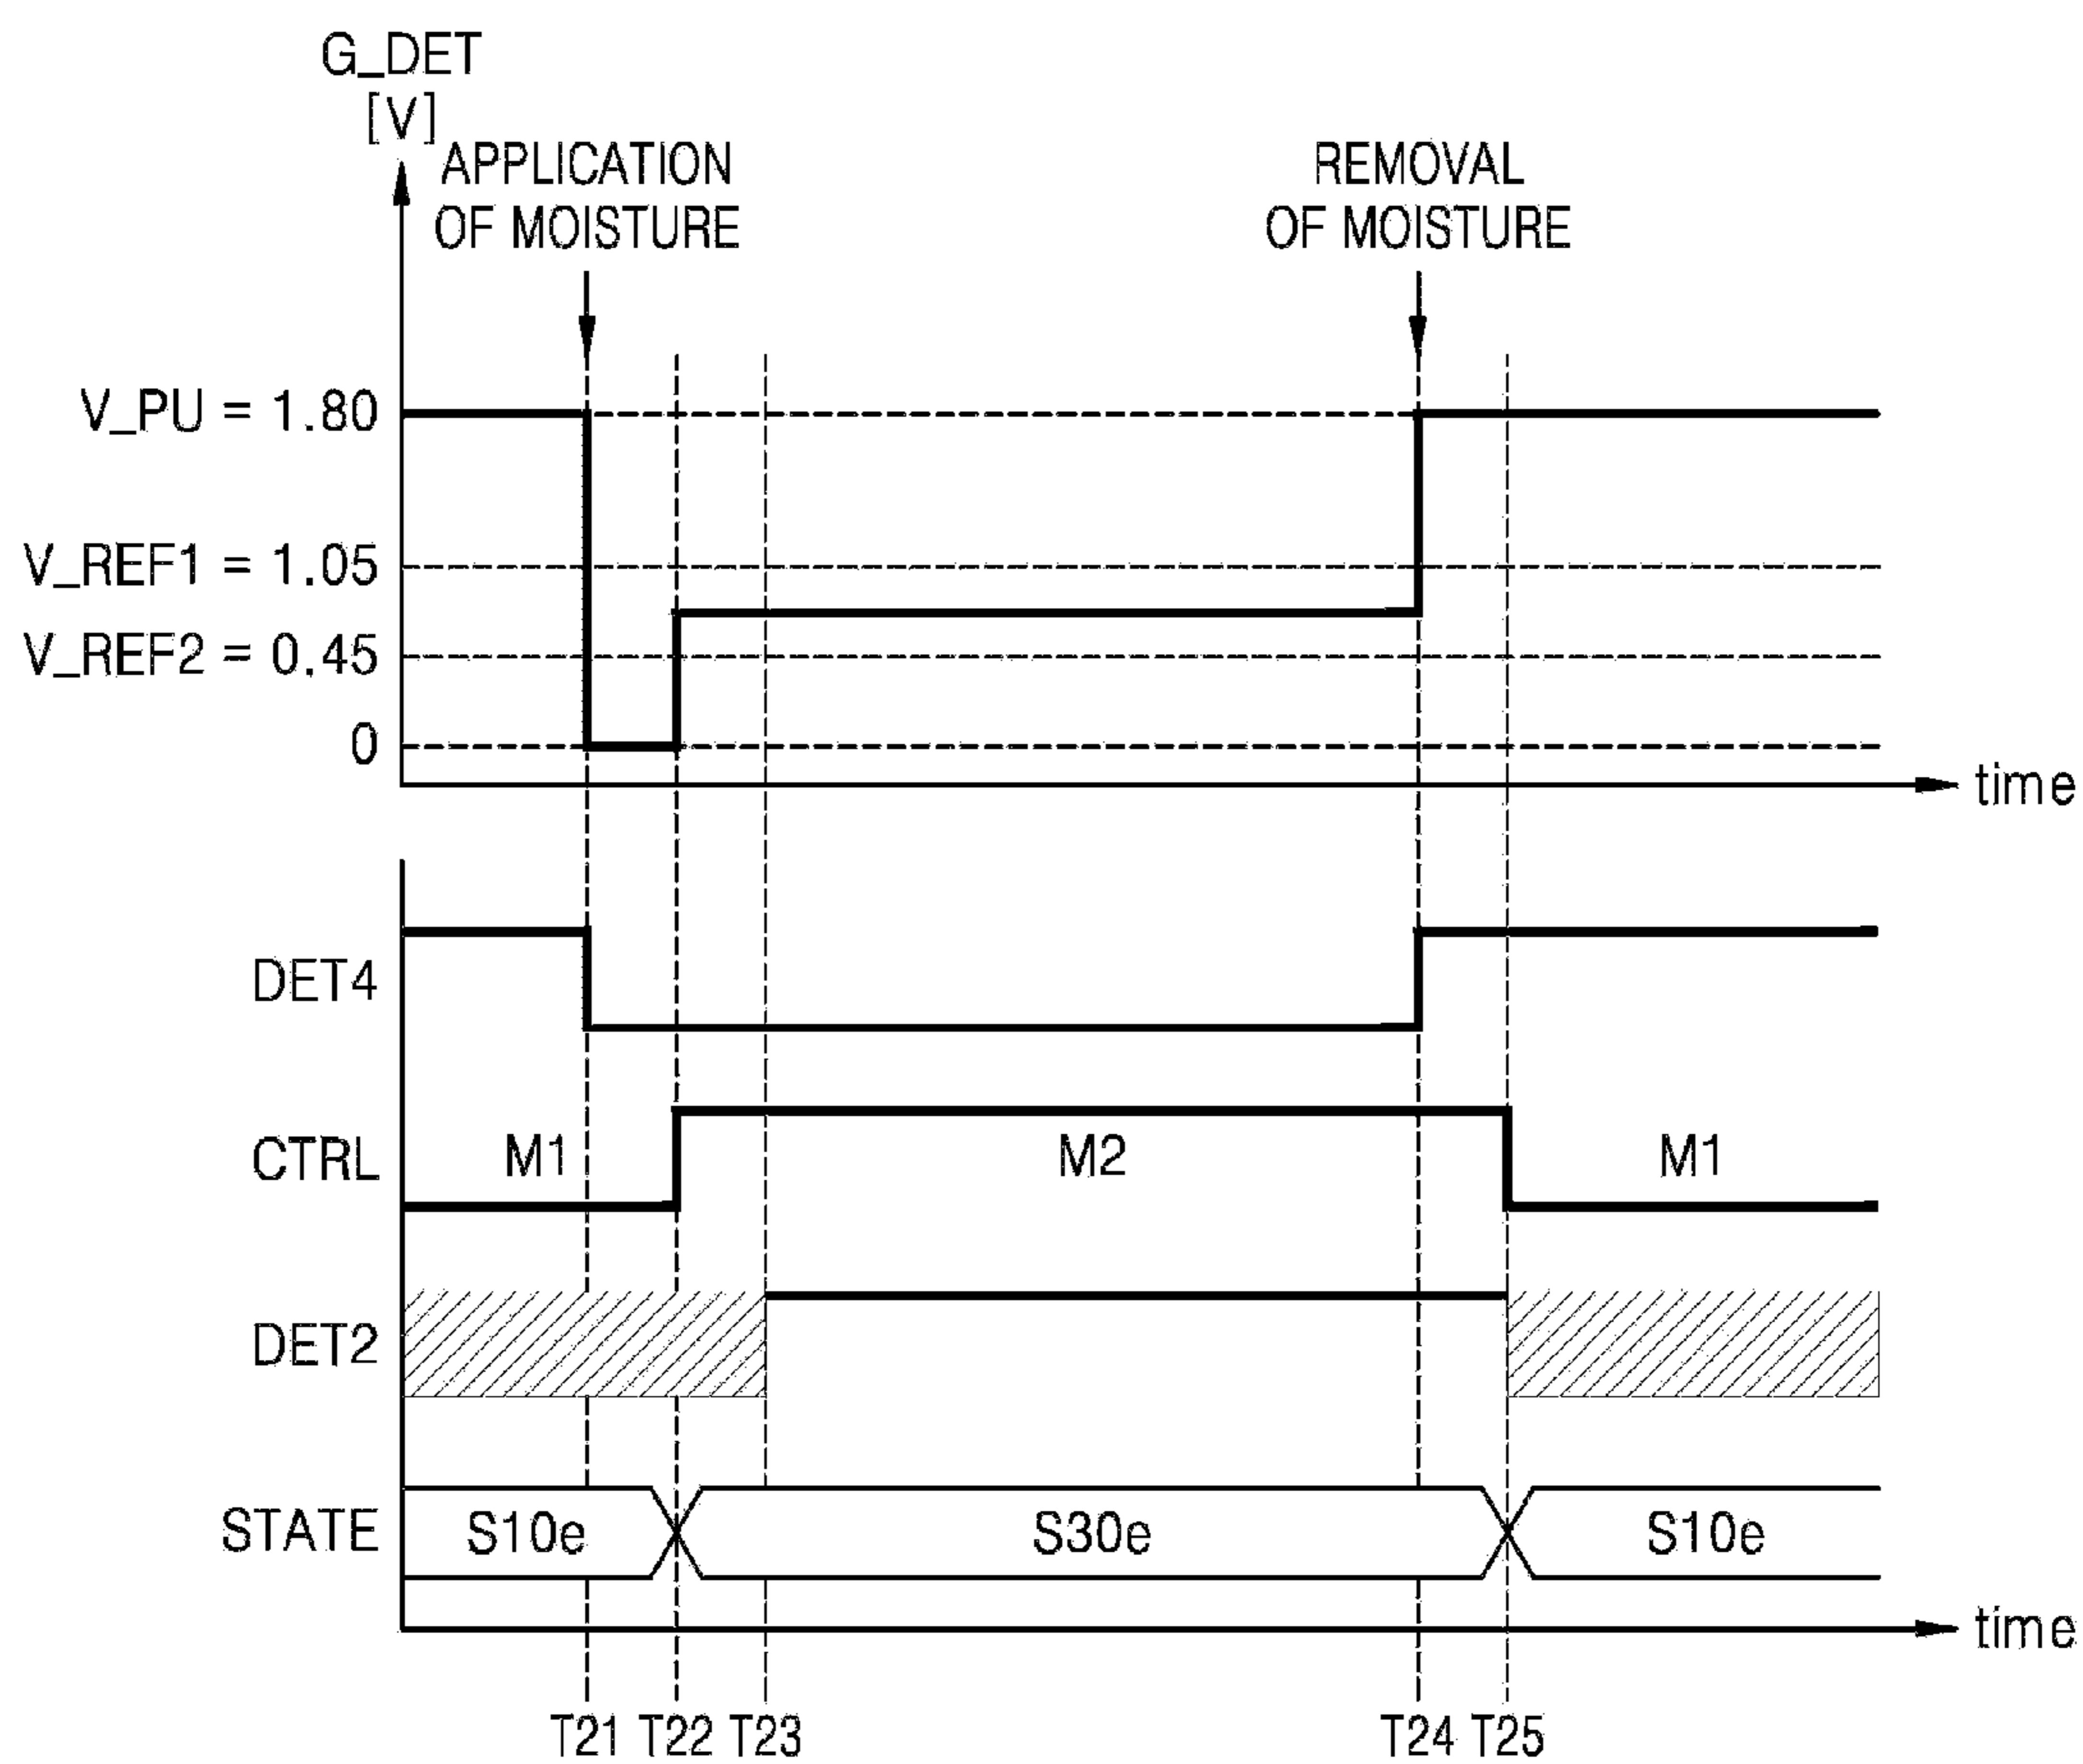 G_DET
[V]
APPLICATION
OF MOISTURE
REMOVAL
OF MOISTURE
V_PU = 1.80
V_REF1 = 1.05
V_REF2 = 0.45
0
time
DET4
CTRL
M1
M2
M1
DET2
STATE
S10e
S30e
S10e
time
T21 T22 T23 T24 T25